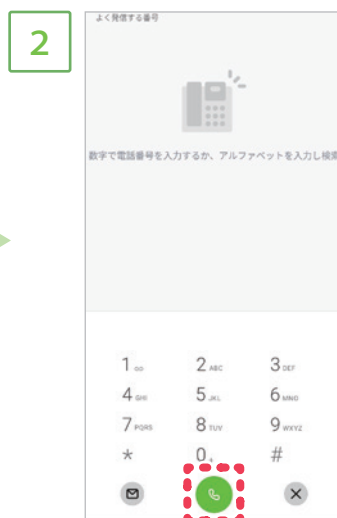 2
よく発信する番号
数字で電話番号を入力するか、アルファベットを入力し検索
1
2 ABC
3 DEF
4 GHI
5 JKL
6 MNO
7 PQRS
8 TUV
9 WXYZ
*
0
#